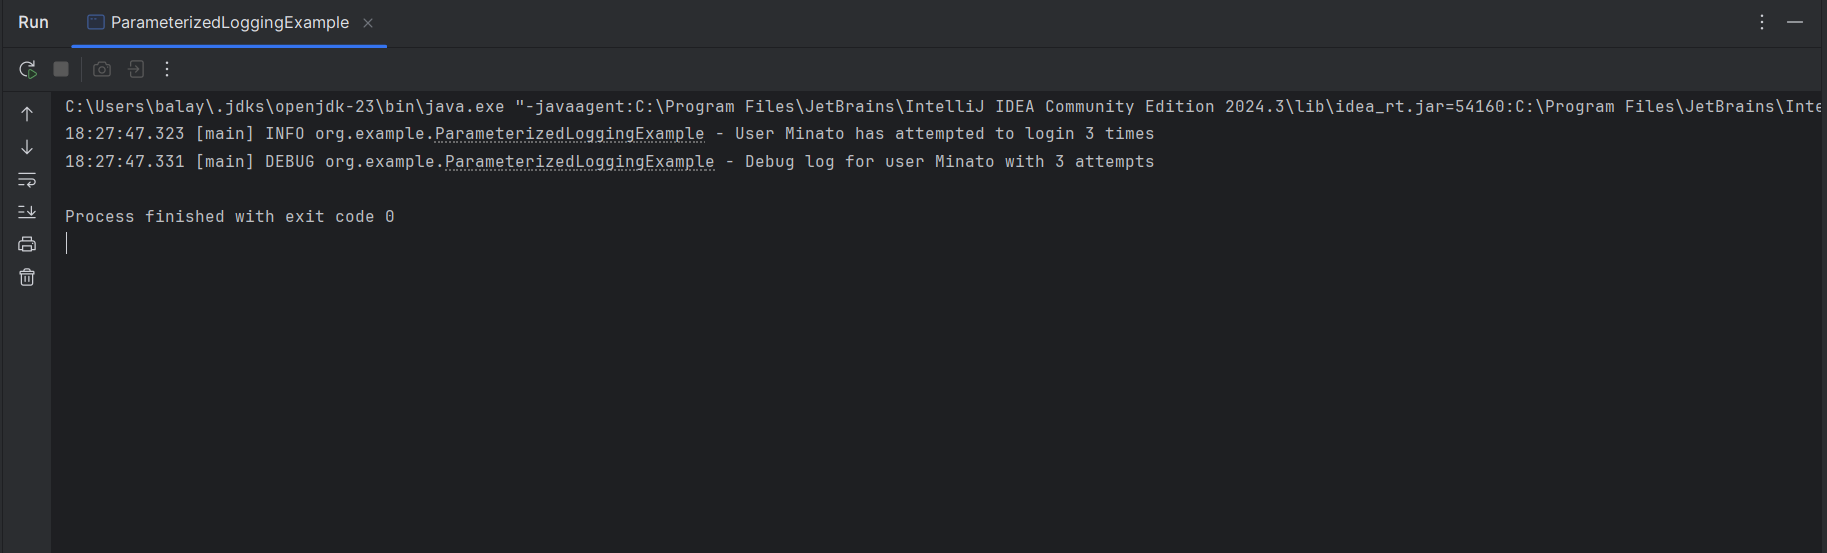 Run ParameterizedLoggingExample
C:\Users\balay\.jdks\openjdk-23\bin\java.exe "-javaagent:C:\Program Files\JetBrains\IntelliJ IDEA Community Edition 2024.3\lib\idea_rt.jar=54160:C:\Program Files\JetBrains\Inte
18:27:47.323 [main] INFO org.example.ParameterizedLoggingExample - User Minato has attempted to login 3 times
18:27:47.331 [main] DEBUG org.example.ParameterizedLoggingExample - Debug log for user Minato with 3 attempts
Process finished with exit code 0